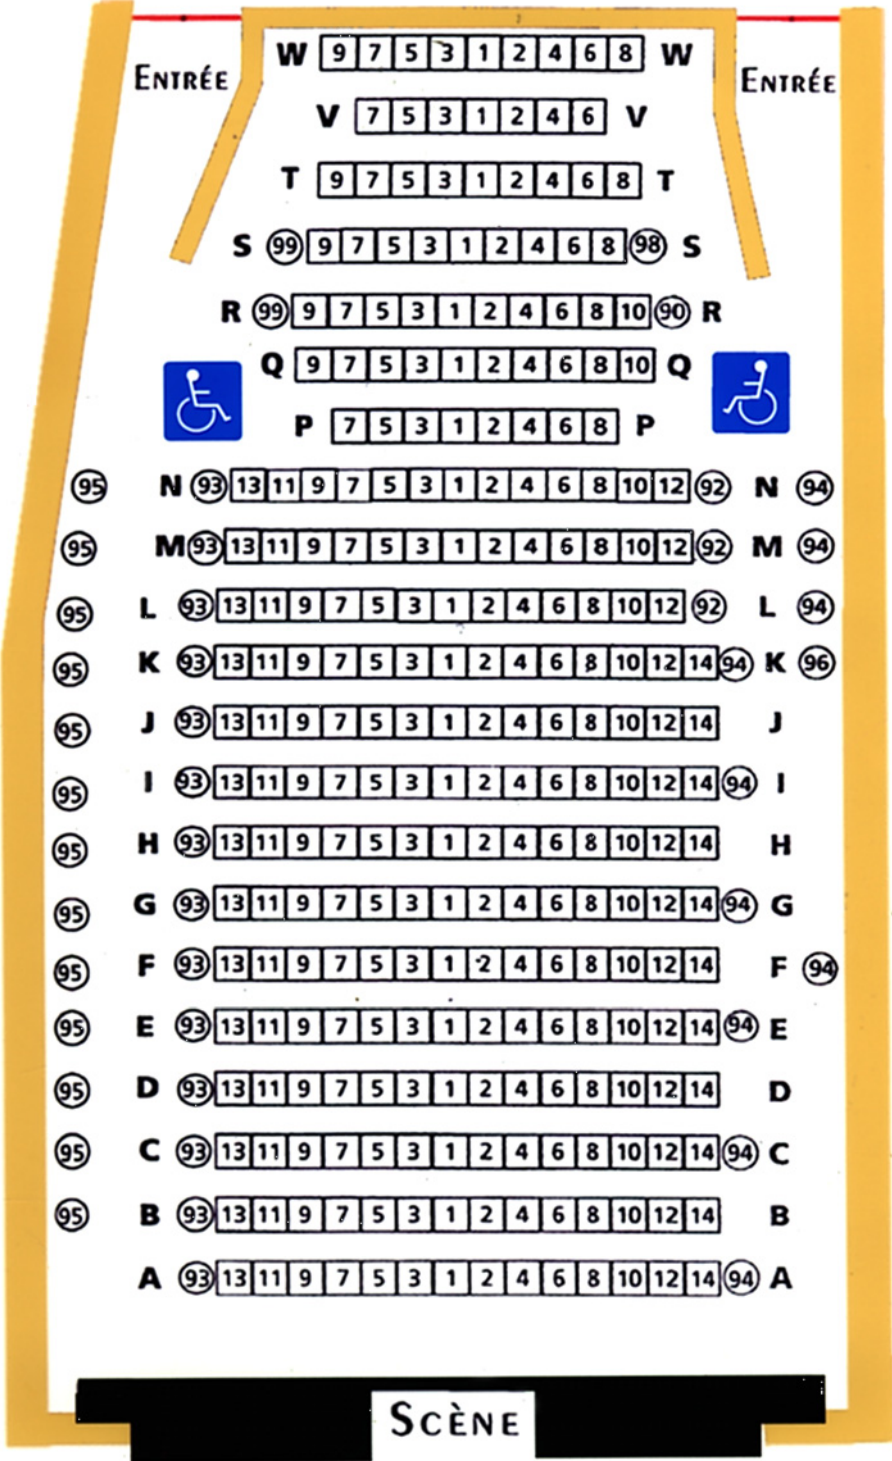 W 9 7 5 3 1 2 4 6 8 W
ENTRÉE ENTRÉE
V 7 5 3 1 2 4 6 V
T 9 7 5 3 1 2 4 6 8 T
S 99 9 7 5 3 1 2 4 6 8 98 S
R 99 9 7 5 3 1 2 4 6 8 10 90 R
Q 9 7 5 3 1 2 4 6 8 10 Q
P 7 5 3 1 2 4 6 8 P
95 N 93 13 11 9 7 5 3 1 2 4 6 8 10 12 92 N 94
95 M 93 13 11 9 7 5 3 1 2 4 6 8 10 12 92 M 94
95 L 93 13 11 9 7 5 3 1 2 4 6 8 10 12 92 L 94
95 K 93 13 11 9 7 5 3 1 2 4 6 8 10 12 14 94 K 96
95 J 93 13 11 9 7 5 3 1 2 4 6 8 10 12 14 J
95 I 93 13 11 9 7 5 3 1 2 4 6 8 10 12 14 94 I
95 H 93 13 11 9 7 5 3 1 2 4 6 8 10 12 14 H
95 G 93 13 11 9 7 5 3 1 2 4 6 8 10 12 14 94 G
95 F 93 13 11 9 7 5 3 1 2 4 6 8 10 12 14 F 94
95 E 93 13 11 9 7 5 3 1 2 4 6 8 10 12 14 94 E
95 D 93 13 11 9 7 5 3 1 2 4 6 8 10 12 14 D
95 C 93 13 11 9 7 5 3 1 2 4 6 8 10 12 14 94 C
95 B 93 13 11 9 7 5 3 1 2 4 6 8 10 12 14 B
A 93 13 11 9 7 5 3 1 2 4 6 8 10 12 14 94 A
SCÈNE